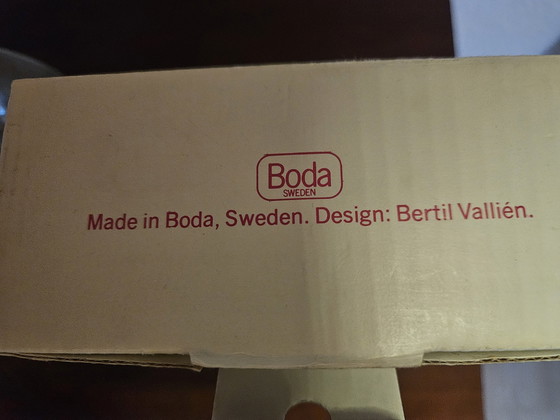 Boda
SWEDEN
Made in Boda, Sweden. Design: Bertil Vallién.